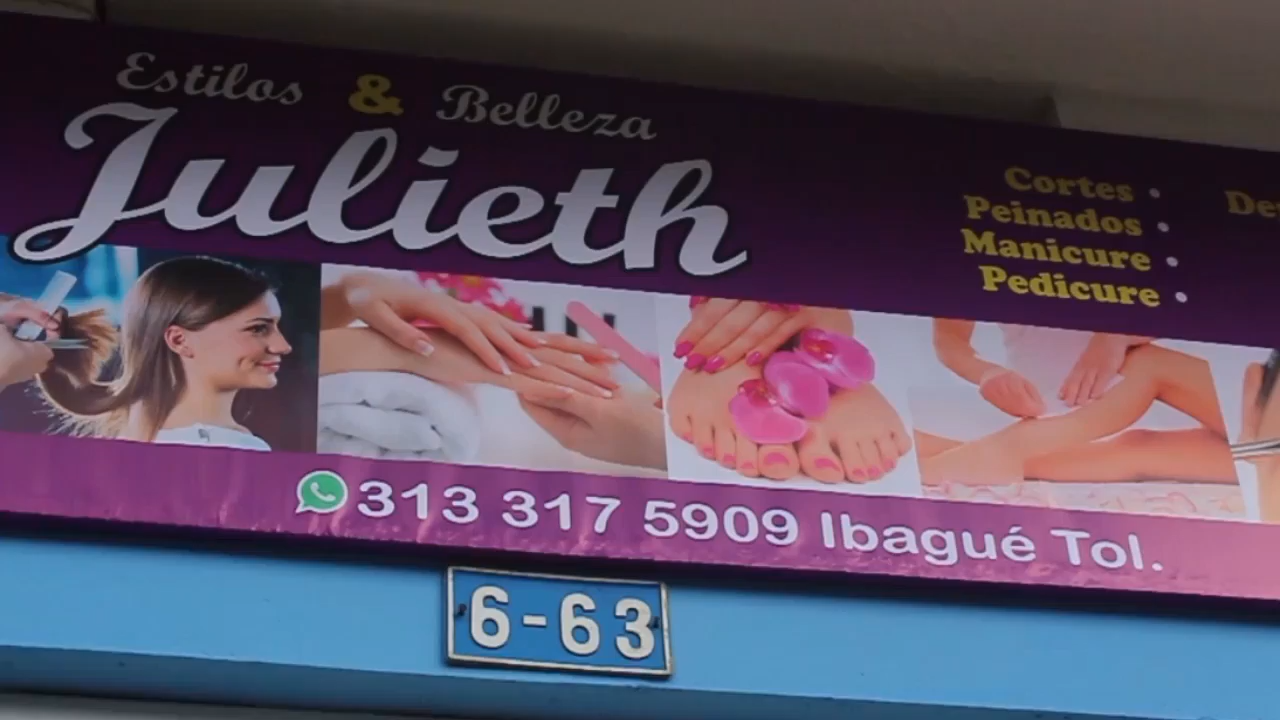 Estilos & Belleza
Julieth
Cortes •
Peinados •
Manicure •
Pedicure •
313 317 5909 Ibagué Tol.
6-63